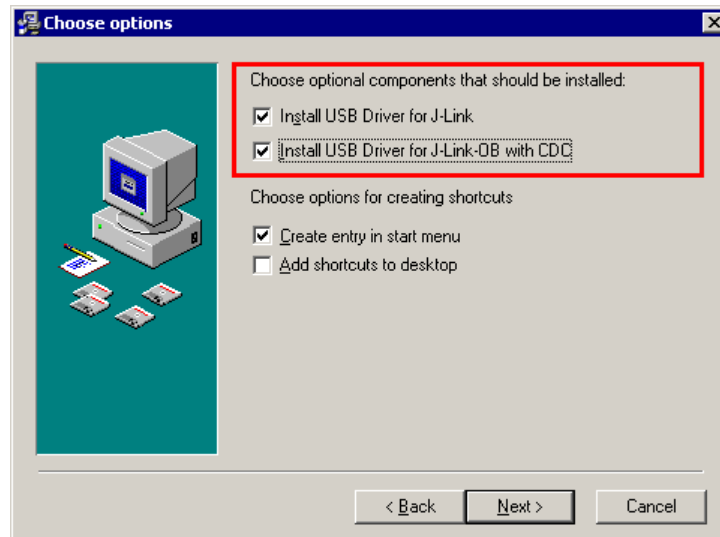 Choose options
Choose optional components that should be installed:
Install USB Driver for J-Link
Install USB Driver for J-Link-OB with CDC
Choose options for creating shortcuts
Create entry in start menu
Add shortcuts to desktop
< Back
Next >
Cancel